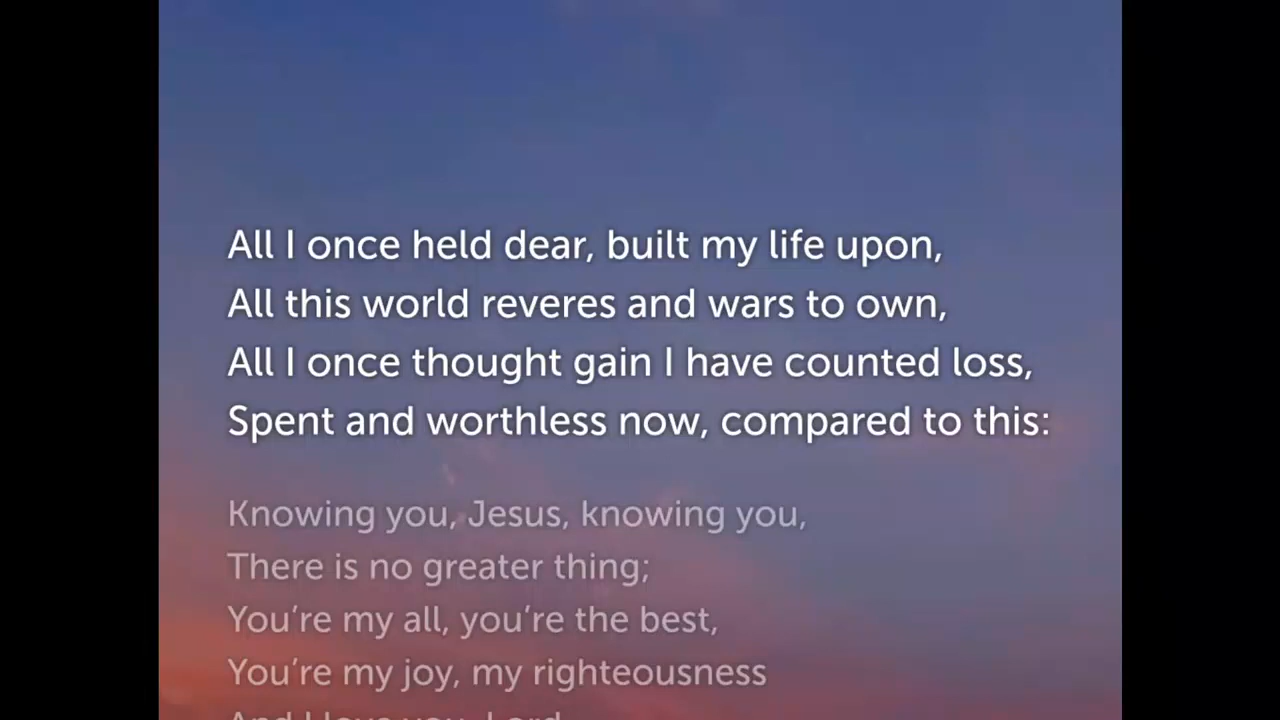 All I once held dear, built my life upon,
All this world reveres and wars to own,
All I once thought gain I have counted loss,
Spent and worthless now, compared to this:
Knowing you, Jesus, knowing you,
There is no greater thing;
You’re my all, you’re the best,
You’re my joy, my righteousness
And I love you, Lord